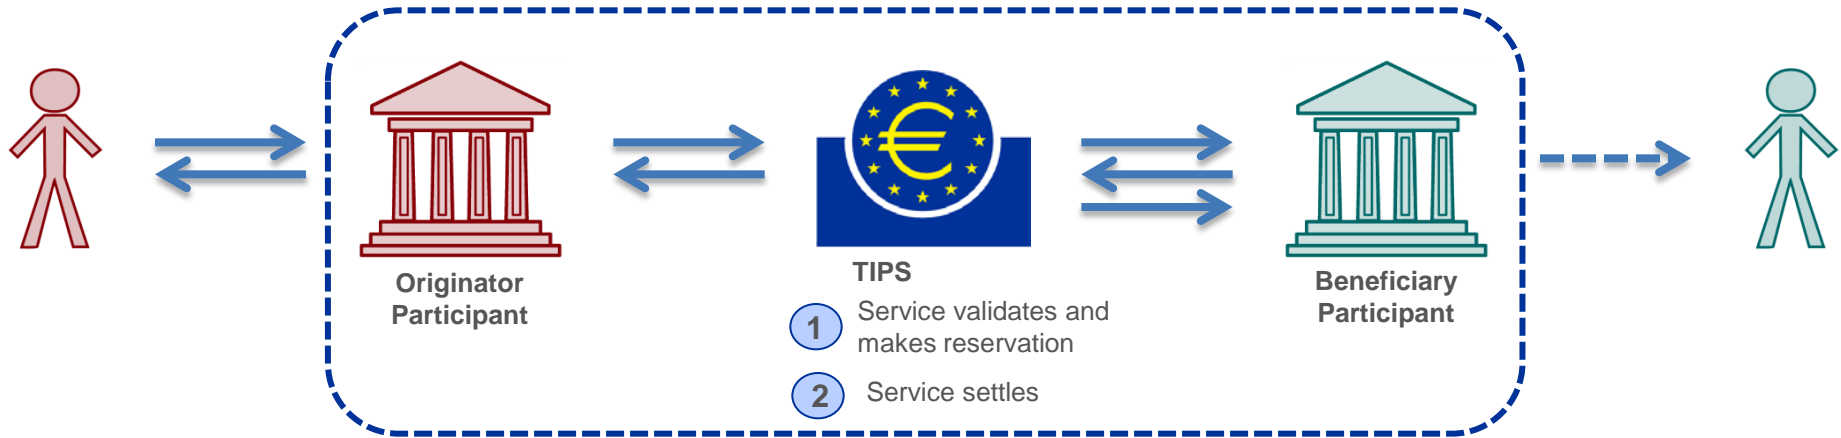 Originator
Participant
TIPS
1 Service validates and
makes reservation
2 Service settles
Beneficiary
Participant